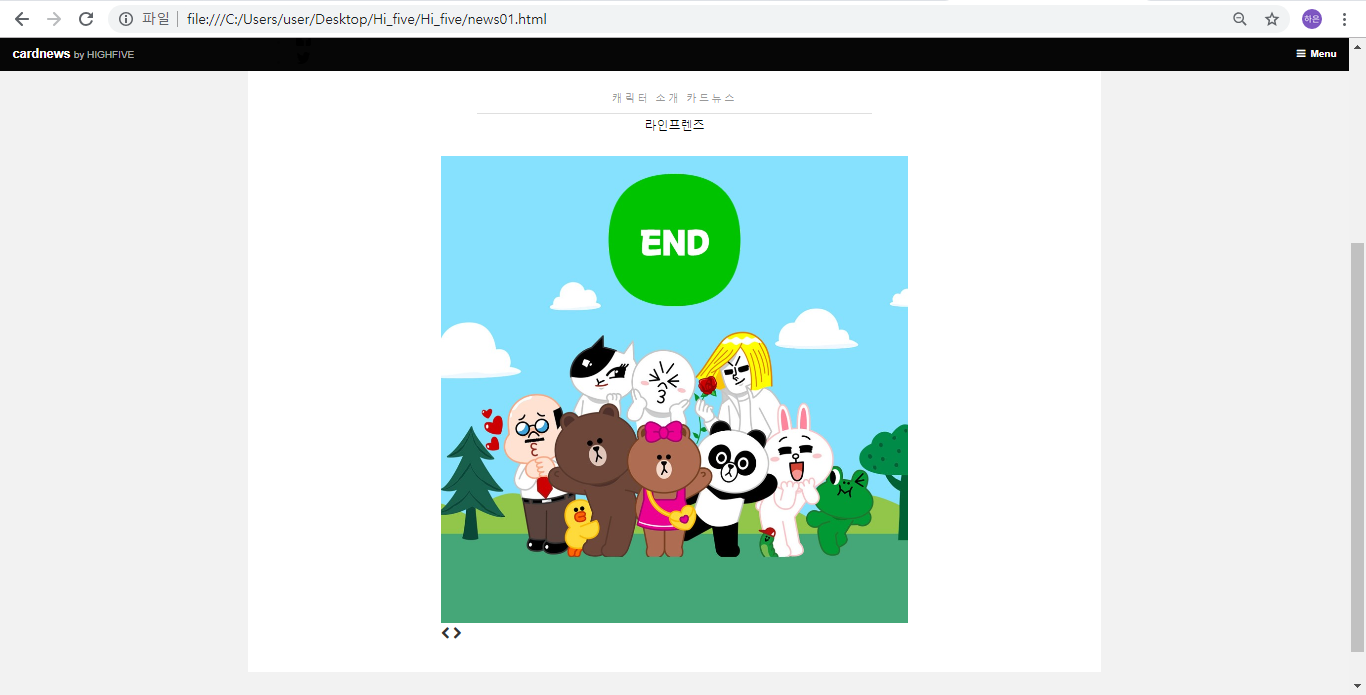 파일 file:///C:/Users/user/Desktop/Hi_five/Hi_five/news01.html
하은
cardnews by HIGHFIVE
Menu
캐릭터 소개 카드뉴스
라인프렌즈
END